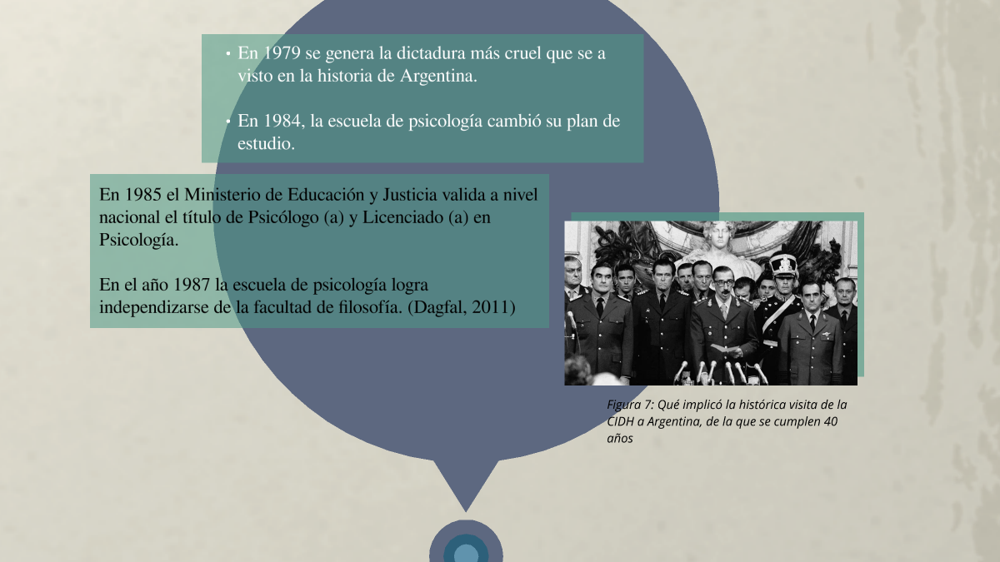 • En 1979 se genera la dictadura más cruel que se a
visto en la historia de Argentina.
• En 1984, la escuela de psicología cambió su plan de
estudio.
En 1985 el Ministerio de Educación y Justicia valida a nivel
nacional el título de Psicólogo (a) y Licenciado (a) en
Psicología.
En el año 1987 la escuela de psicología logra
independizarse de la facultad de filosofía. (Dagfal, 2011)
Figura 7: Qué implicó la histórica visita de la
CIDH a Argentina, de la que se cumplen 40
años